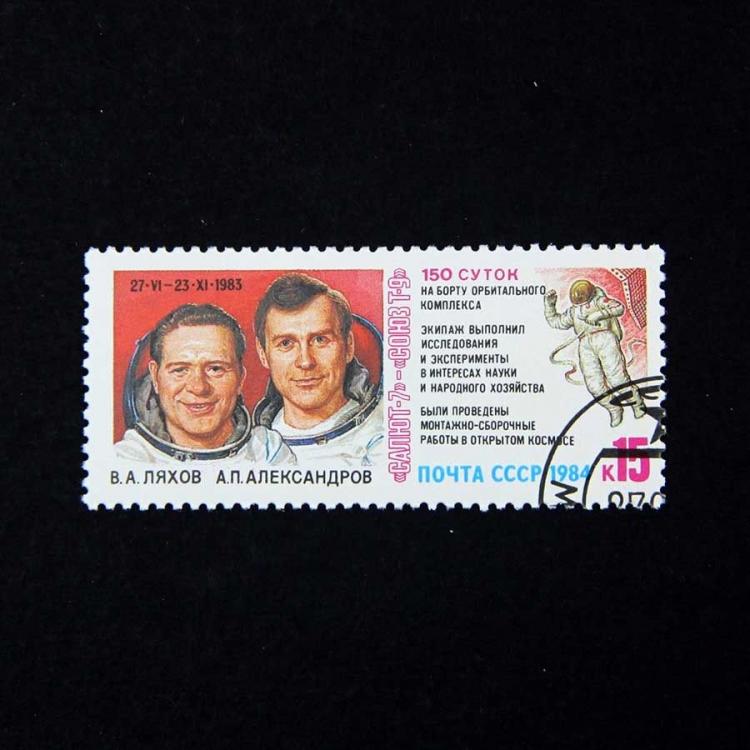 27·VI–23·XI·1983
В.А.ЛЯХОВ А.П.АЛЕКСАНДРОВ
«САЛЮТ-7»–«СОЮЗ Т-9»
150 СУТОК
НА БОРТУ ОРБИТАЛЬНОГО
КОМПЛЕКСА
ЭКИПАЖ ВЫПОЛНИЛ
ИССЛЕДОВАНИЯ
И ЭКСПЕРИМЕНТЫ
В ИНТЕРЕСАХ НАУКИ
И НАРОДНОГО ХОЗЯЙСТВА
БЫЛИ ПРОВЕДЕНЫ
МОНТАЖНО-СБОРОЧНЫЕ
РАБОТЫ В ОТКРЫТОМ КОСМОСЕ
ПОЧТА СССР 1984 К15